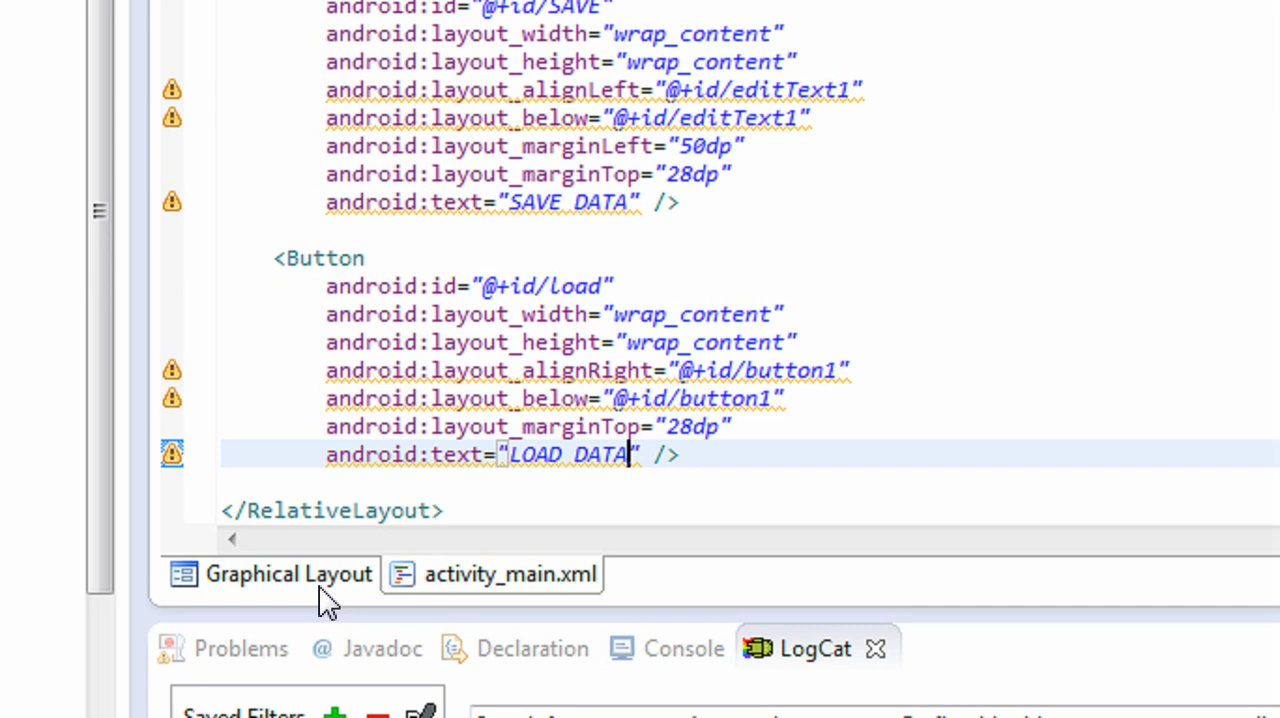 android:id="@+id/SAVE"
android:layout_width="wrap_content"
android:layout_height="wrap_content"
android:layout_alignLeft="@+id/editText1"
android:layout_below="@+id/editText1"
android:layout_marginLeft="50dp"
android:layout_marginTop="28dp"
android:text="SAVE DATA" />
<Button
android:id="@+id/load"
android:layout_width="wrap_content"
android:layout_height="wrap_content"
android:layout_alignRight="@+id/button1"
android:layout_below="@+id/button1"
android:layout_marginTop="28dp"
android:text="LOAD DATA" />
</RelativeLayout>
Graphical Layout activity_main.xml
Problems @ Javadoc Declaration Console LogCat
Saved Filters